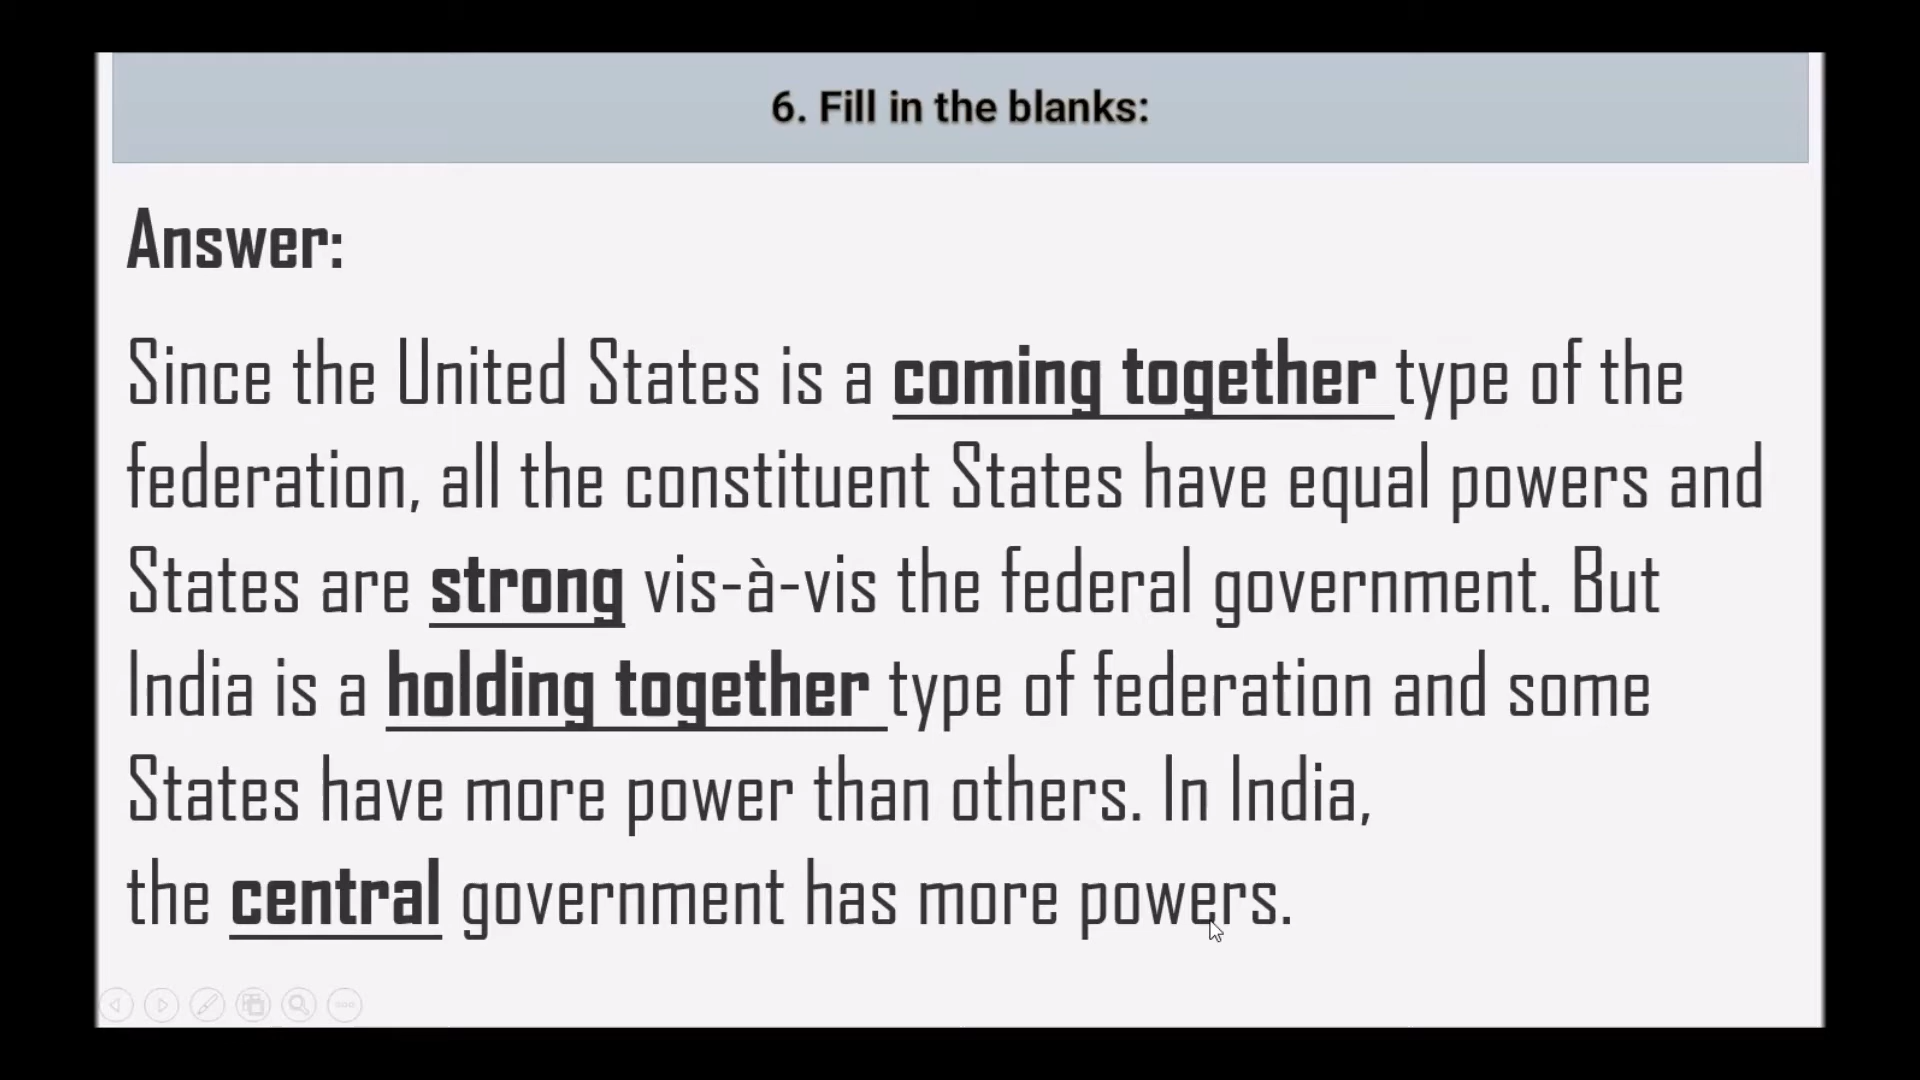 6. Fill in the blanks:
Answer:
Since the United States is a coming together type of the
federation, all the constituent States have equal powers and
States are strong vis-à-vis the federal government. But
India is a holding together type of federation and some
States have more power than others. In India,
the central government has more powers.